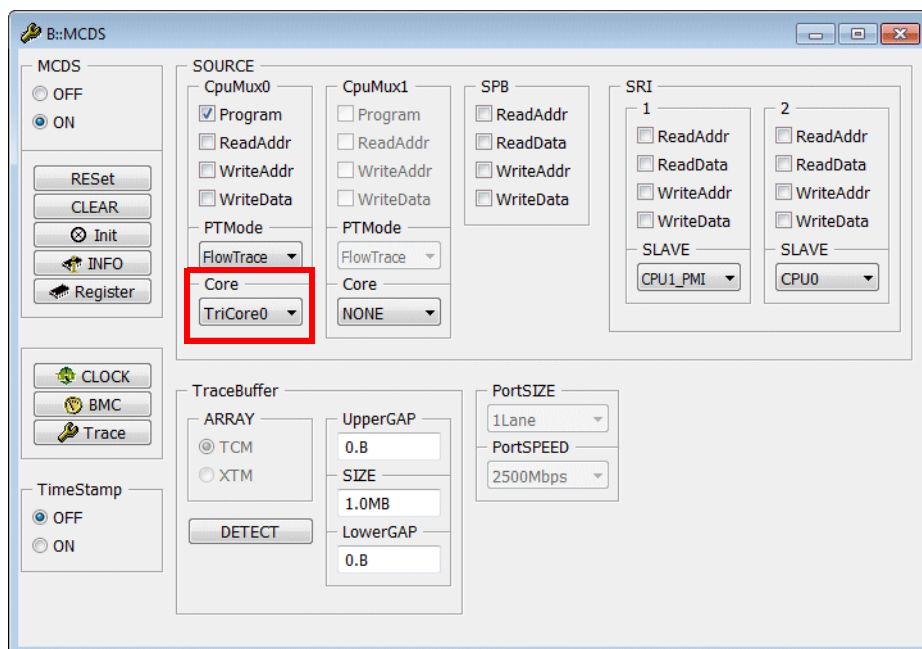 B::MCDS
MCDS
OFF
ON
RESet
CLEAR
Init
INFO
Register
CLOCK
BMC
Trace
TimeStamp
OFF
ON
SOURCE
CpuMux0
Program
ReadAddr
WriteAddr
WriteData
PTMode
FlowTrace
Core
TriCore0
CpuMux1
Program
ReadAddr
WriteAddr
WriteData
PTMode
FlowTrace
Core
NONE
SPB
ReadAddr
ReadData
WriteAddr
WriteData
SRI
1
ReadAddr
ReadData
WriteAddr
WriteData
SLAVE
CPU1_PMI
2
ReadAddr
ReadData
WriteAddr
WriteData
SLAVE
CPU0
TraceBuffer
ARRAY
TCM
XTM
DETECT
UpperGAP
0.B
SIZE
1.0MB
LowerGAP
0.B
PortSIZE
1Lane
PortSPEED
2500Mbps